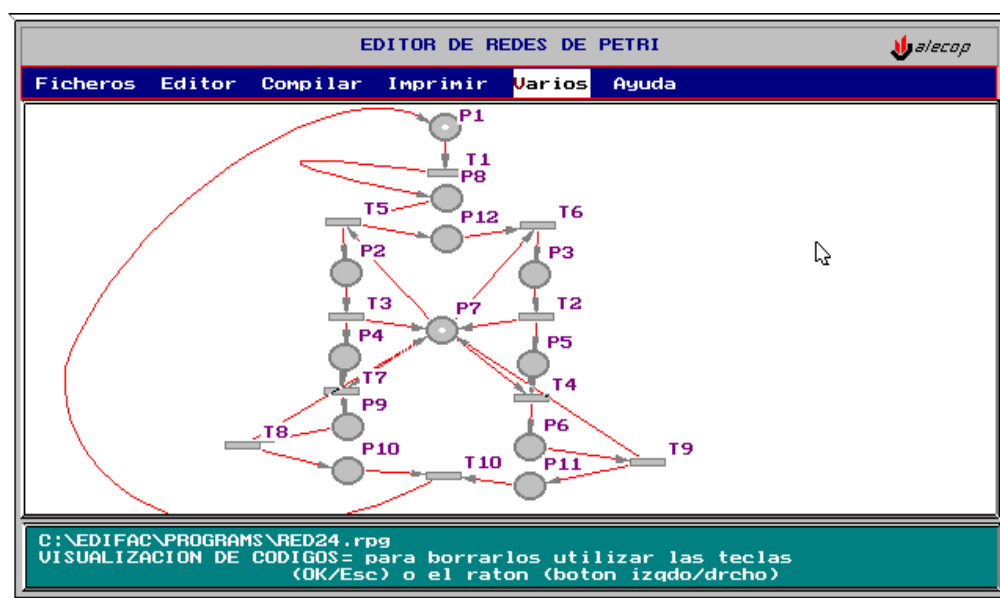 EDITOR DE REDES DE PETRI
alecop
Ficheros Editor Compilar Imprimir Varios Ayuda
P1
T1
P8
T5
P12
T6
P2
P3
T3
P7
T2
P4
P5
T7
T4
P9
P6
T8
P10
T10
P11
T9
C:\EDIFAC\PROGRAMS\RED24.rpg
VISUALIZACION DE CODIGOS= para borrarlos utilizar las teclas
(OK/Esc) o el raton (boton izqdo/drcho)